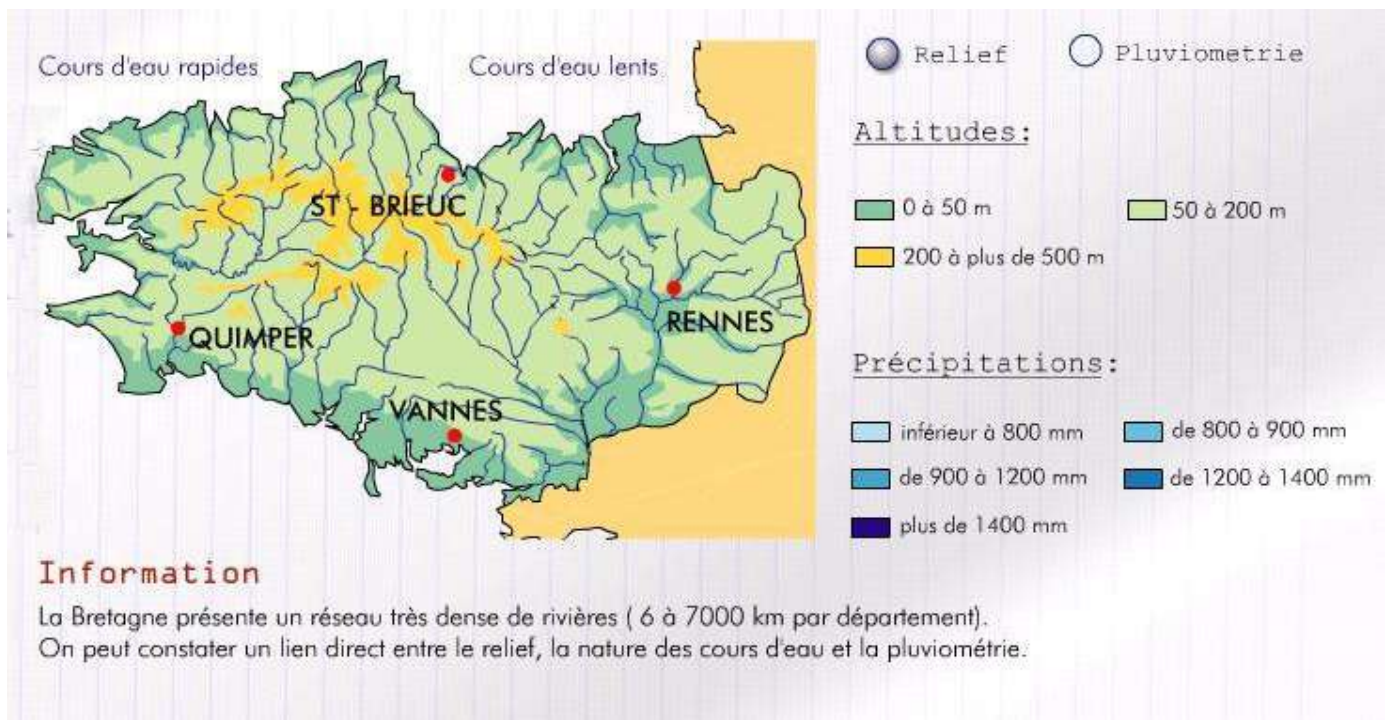 Cours d'eau rapides
Cours d'eau lents
ST - BRIEUC
RENNES
QUIMPER
VANNES
Relief
Pluviometrie
Altitudes:
0 à 50 m
50 à 200 m
200 à plus de 500 m
Précipitations:
inférieur à 800 mm
de 800 à 900 mm
de 900 à 1200 mm
de 1200 à 1400 mm
plus de 1400 mm
Information
La Bretagne présente un réseau très dense de rivières ( 6 à 7000 km par département).
On peut constater un lien direct entre le relief, la nature des cours d'eau et la pluviométrie.